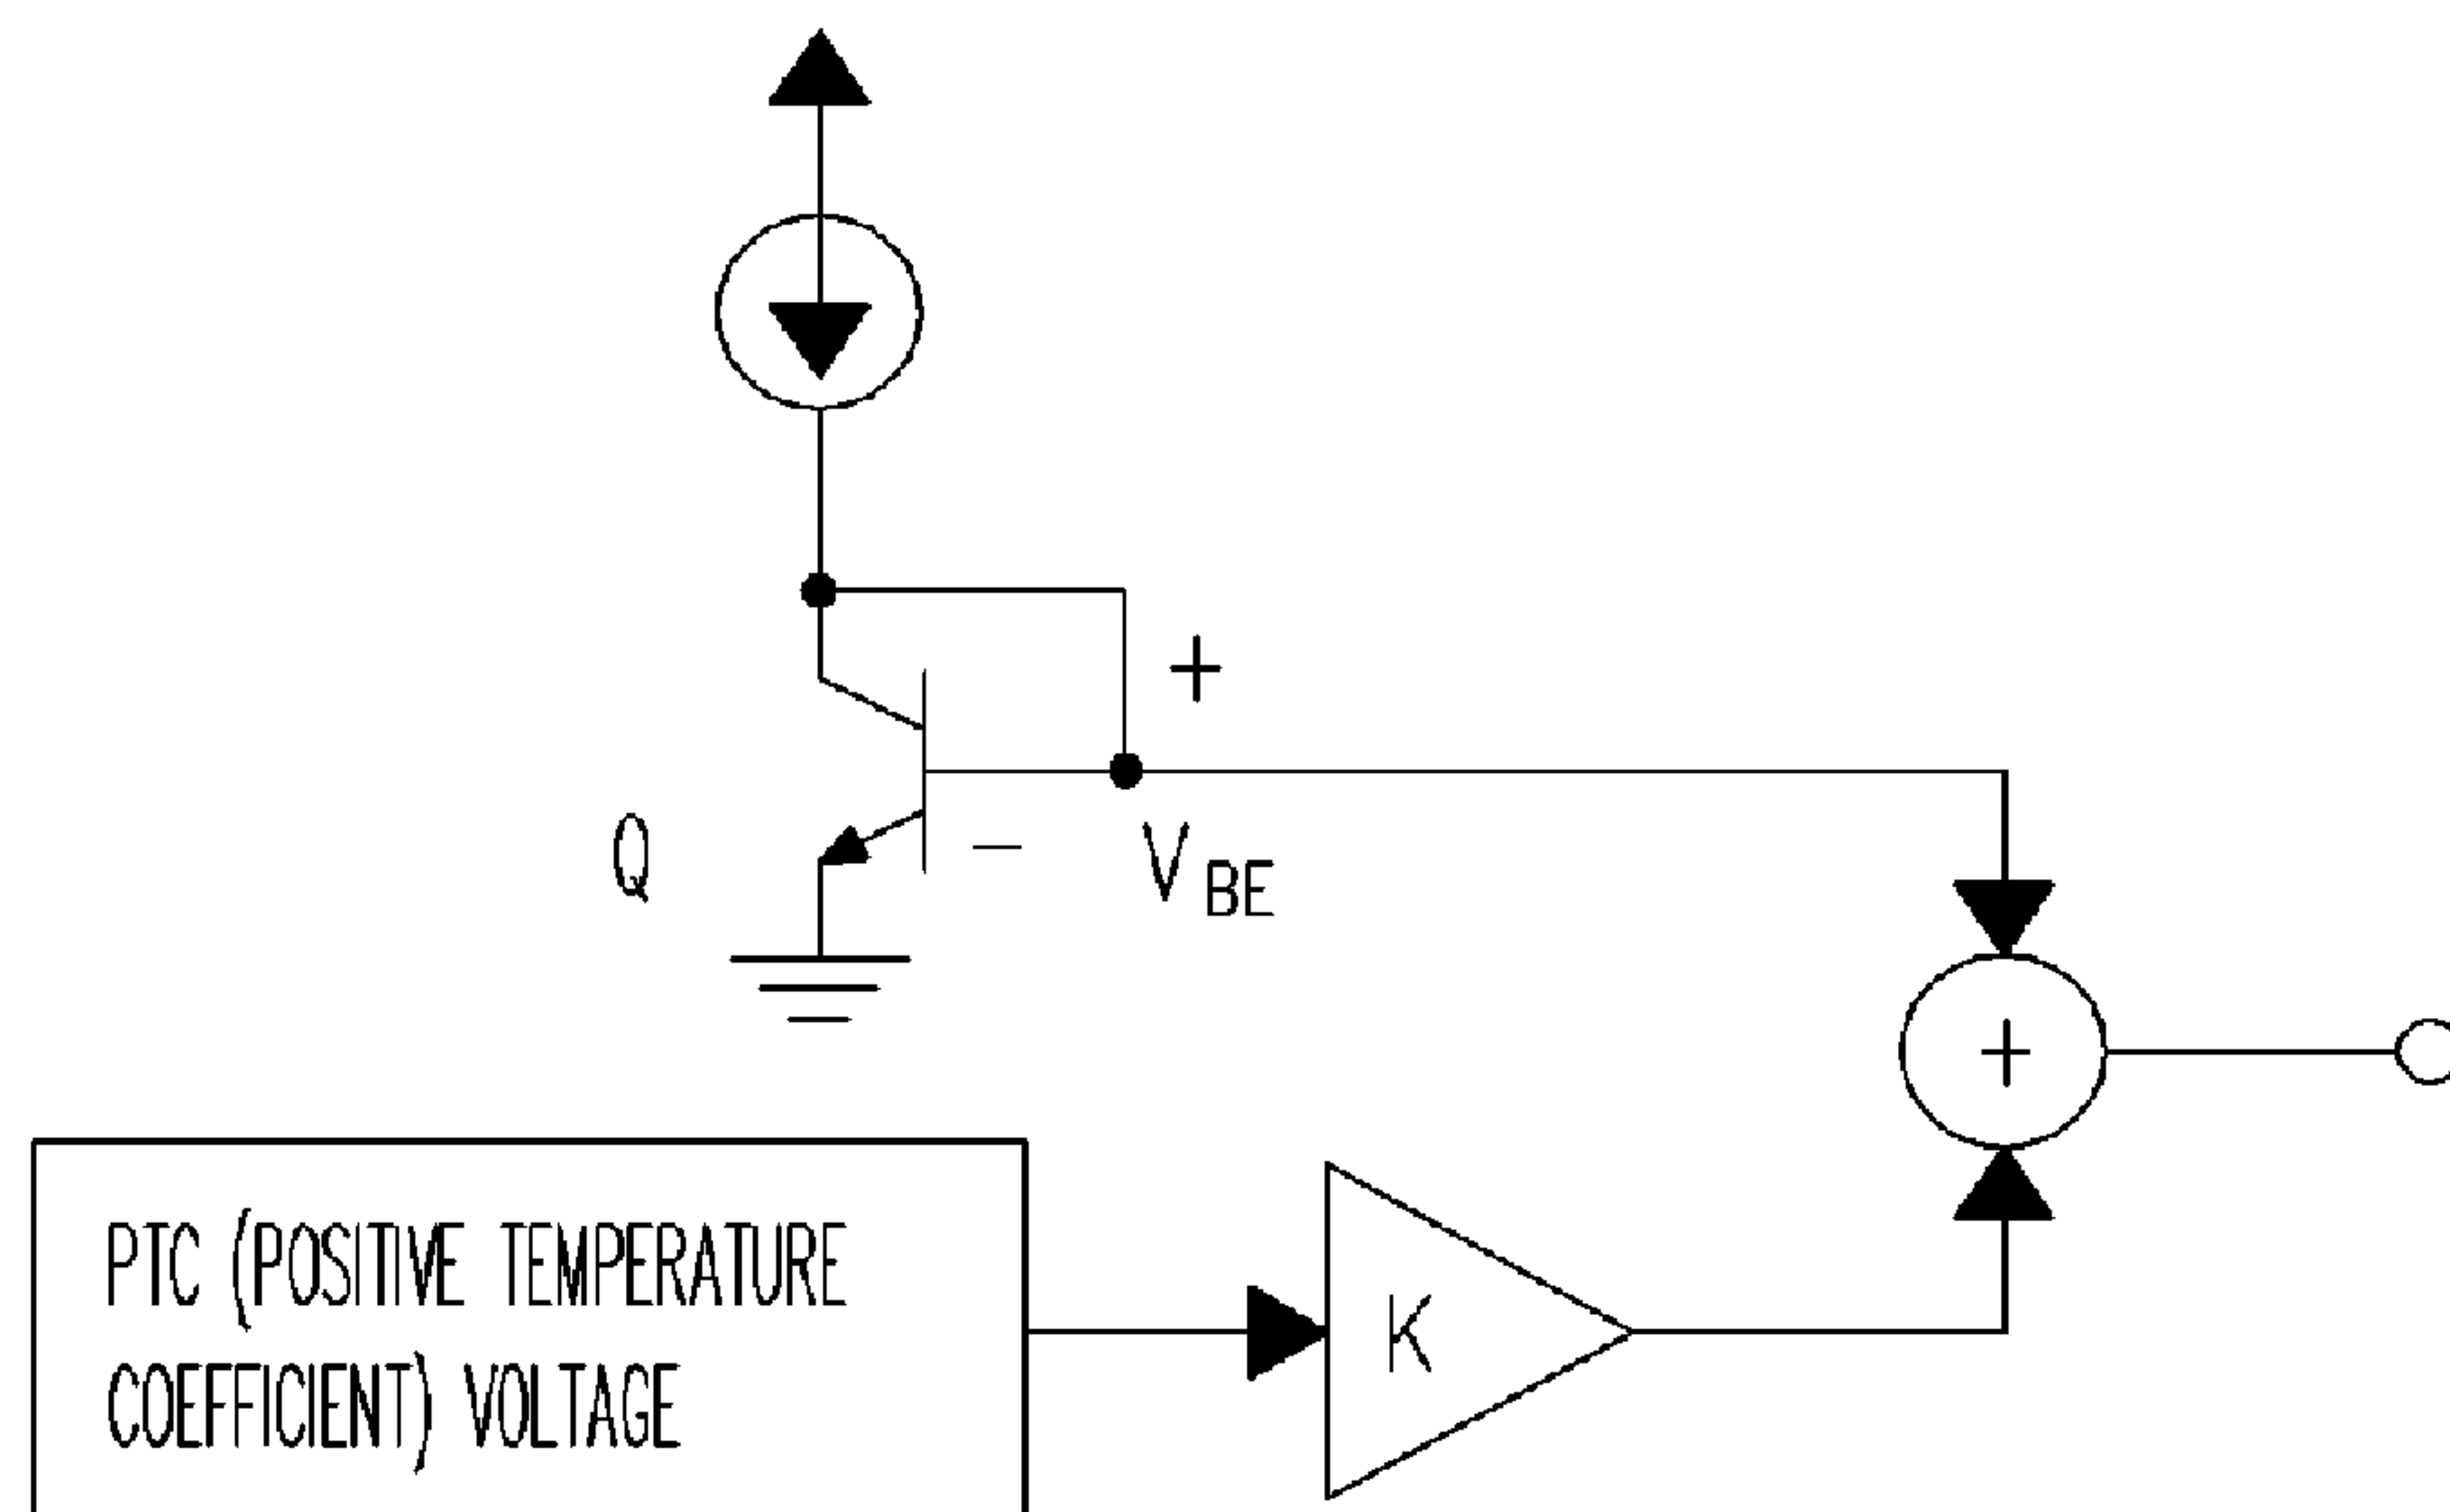 +
Q
−
V BE
+
PTC (POSITIVE TEMPERATURE
COEFFICIENT) VOLTAGE
K